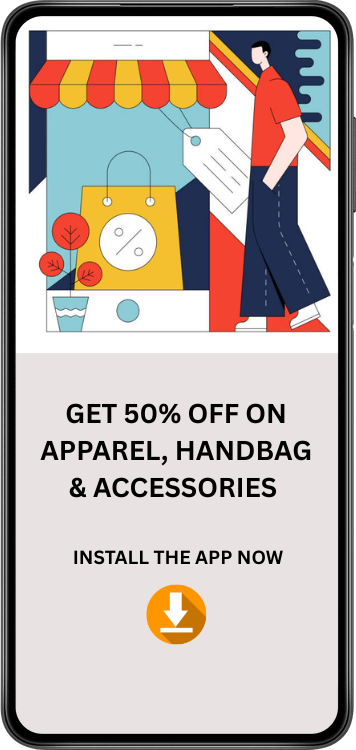 GET 50% OFF ON
APPAREL, HANDBAG
& ACCESSORIES
INSTALL THE APP NOW